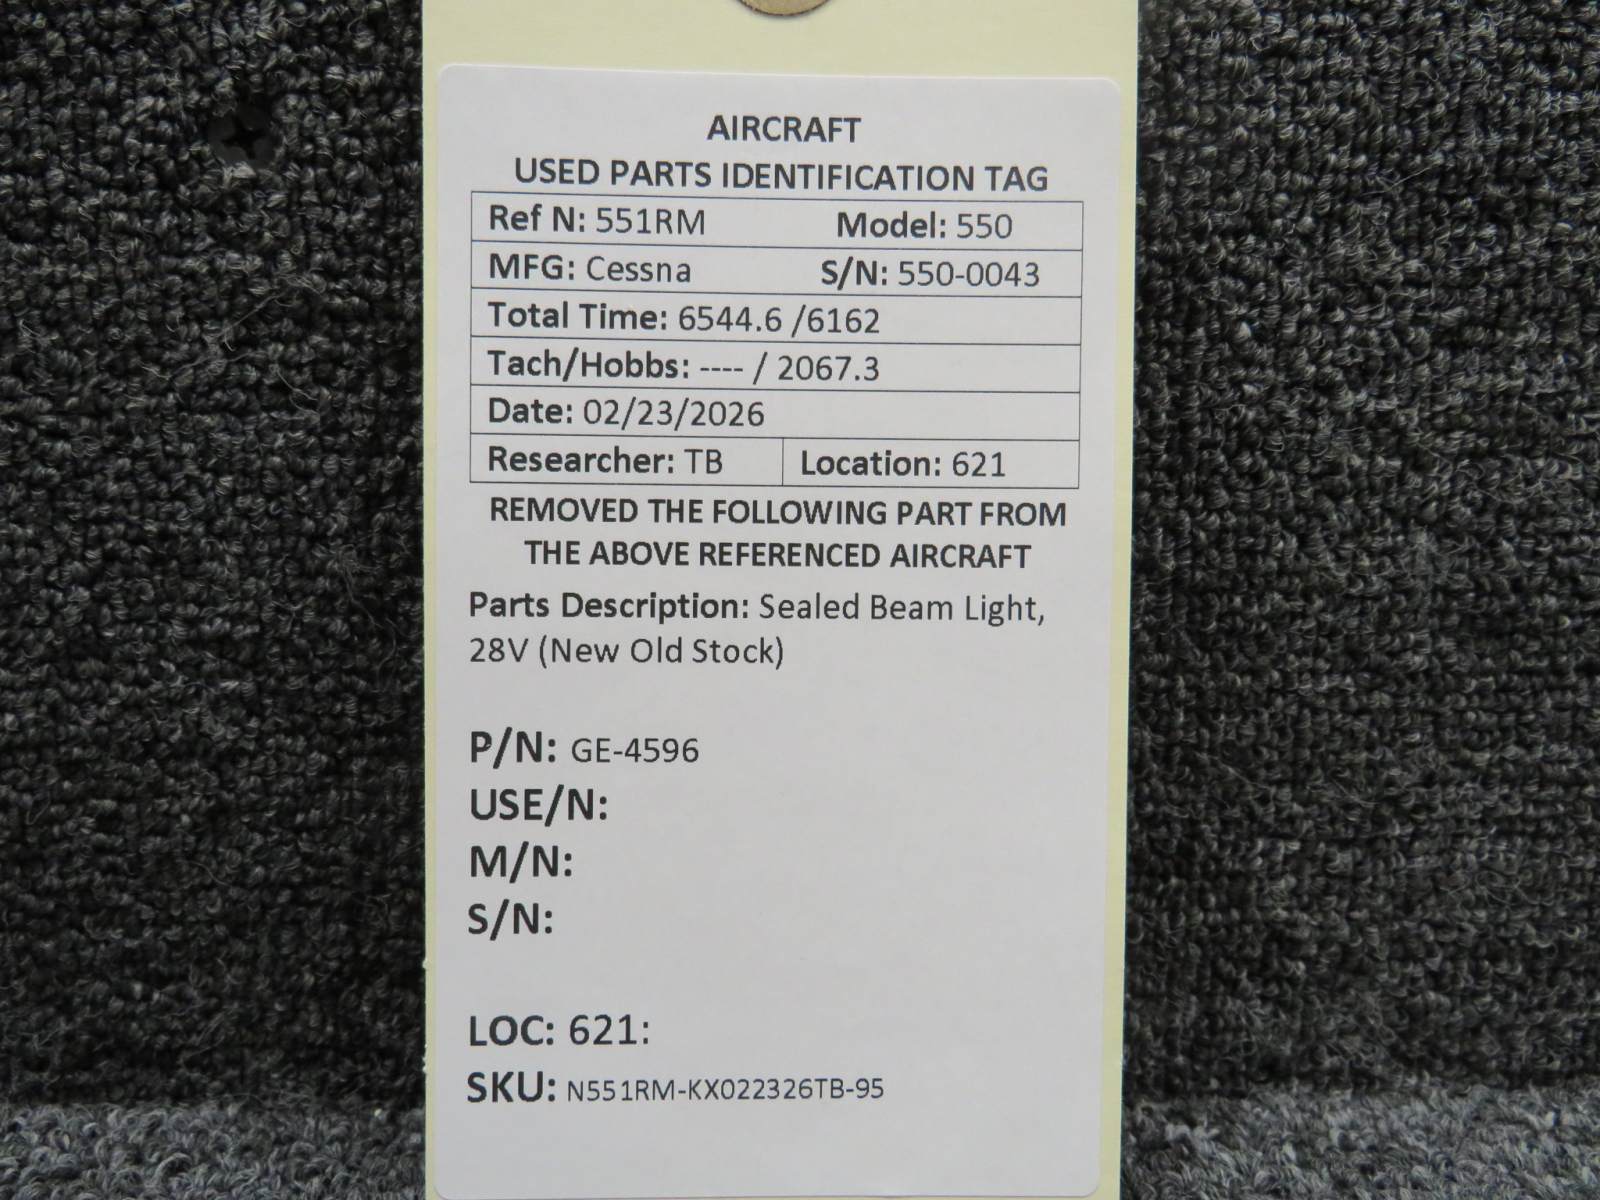 AIRCRAFT
USED PARTS IDENTIFICATION TAG
Ref N: 551RM Model: 550
MFG: Cessna S/N: 550-0043
Total Time: 6544.6 /6162
Tach/Hobbs: ---- / 2067.3
Date: 02/23/2026
Researcher: TB Location: 621
REMOVED THE FOLLOWING PART FROM
THE ABOVE REFERENCED AIRCRAFT
Parts Description: Sealed Beam Light,
28V (New Old Stock)
P/N: GE-4596
USE/N:
M/N:
S/N:
LOC: 621:
SKU: N551RM-KX022326TB-95